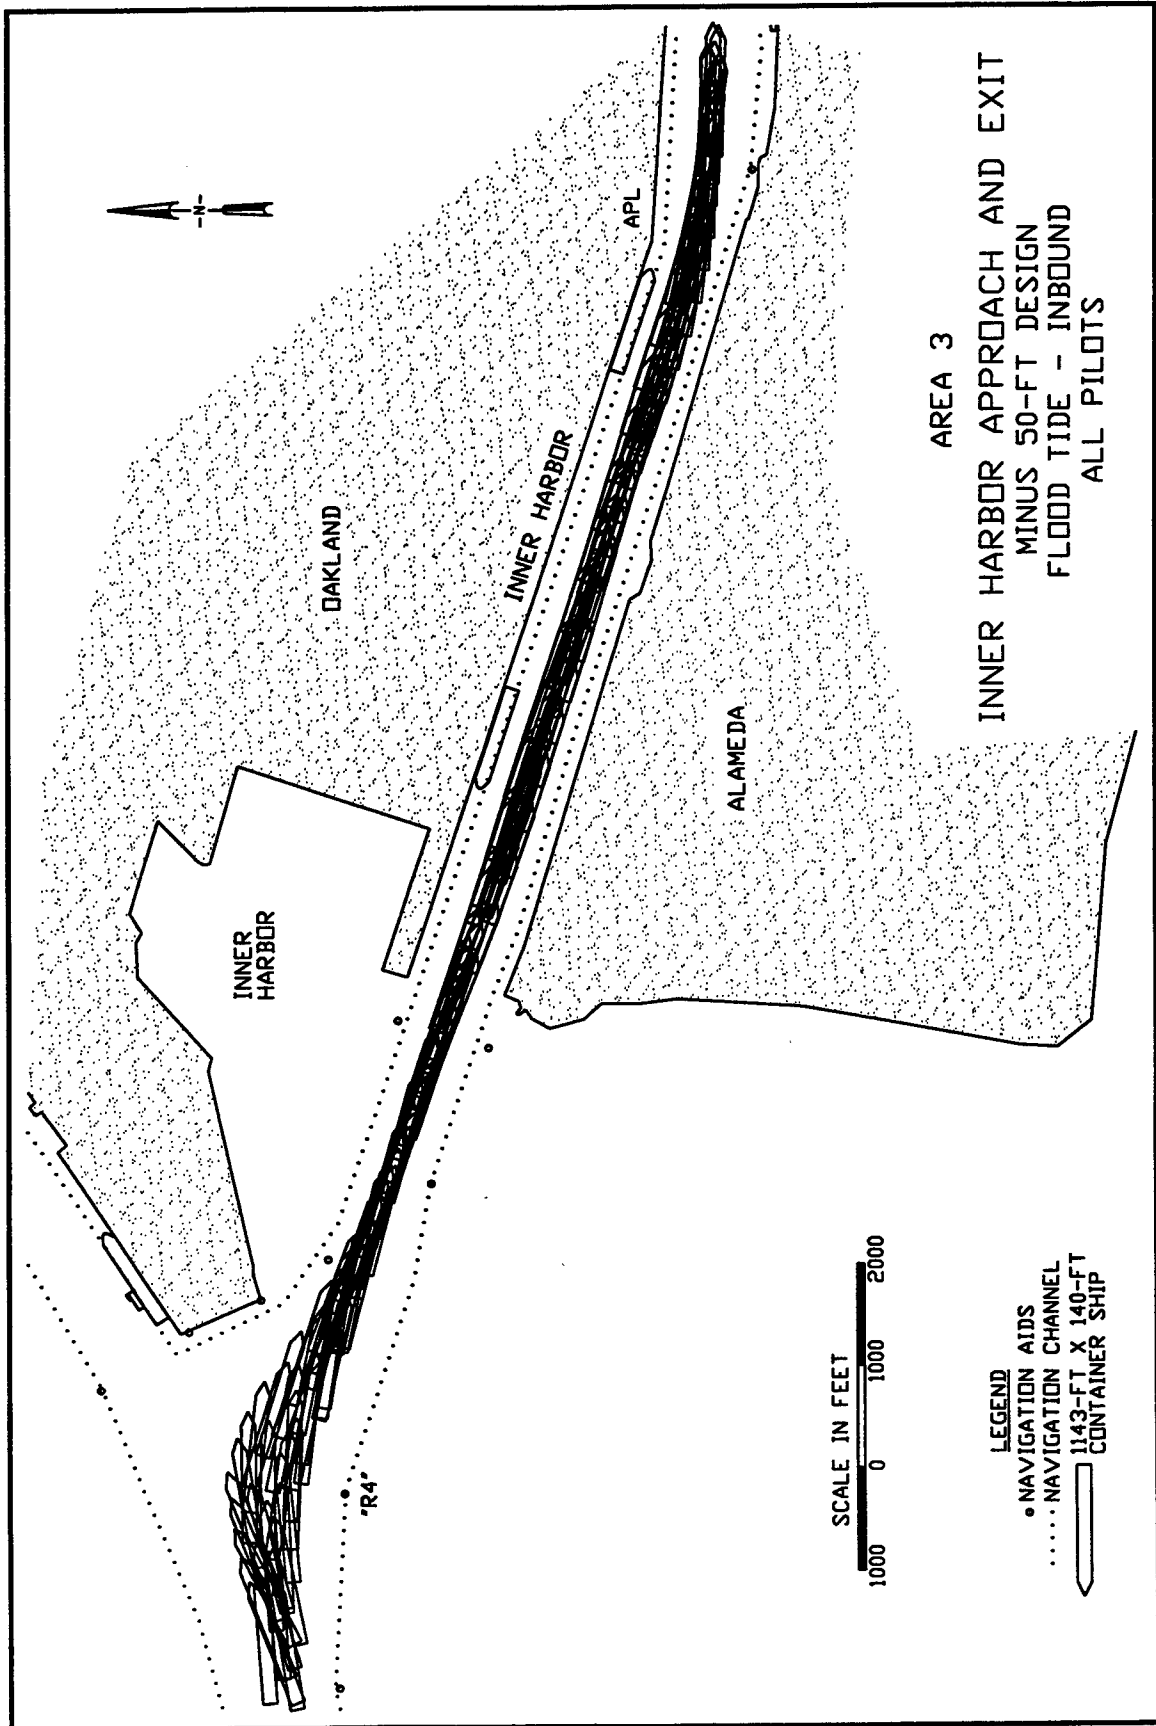 -N-
APL
OAKLAND
INNER HARBOR
INNER
HARBOR
ALAMEDA
"R4"
AREA 3
INNER HARBOR APPROACH AND EXIT
MINUS 50-FT DESIGN
FLOOD TIDE - INBOUND
ALL PILOTS
SCALE IN FEET
1000 0 1000 2000
LEGEND
NAVIGATION AIDS
NAVIGATION CHANNEL
1143-FT X 140-FT
CONTAINER SHIP